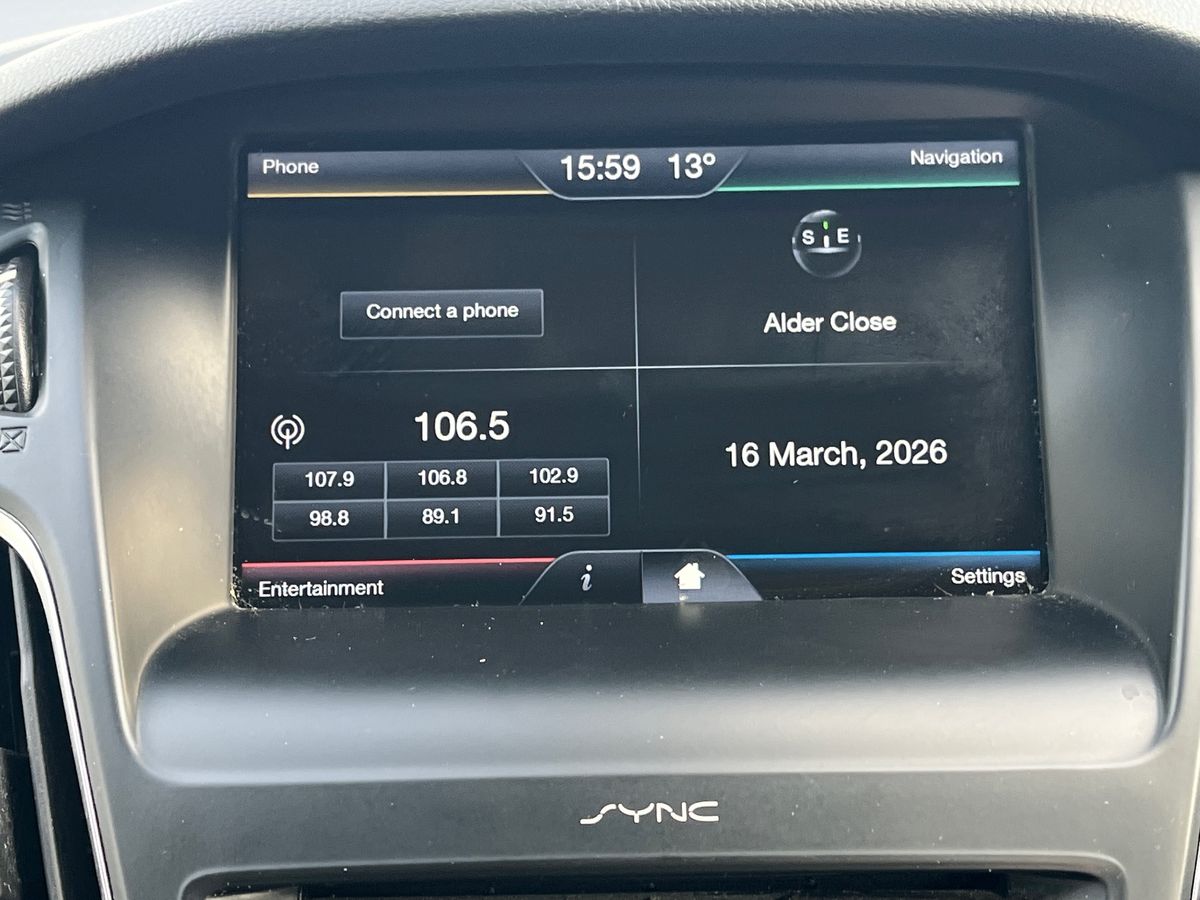 Phone 15:59 13° Navigation
S E
Connect a phone
Alder Close
106.5
107.9 106.8 102.9
98.8 89.1 91.5
16 March, 2026
Entertainment i Settings
SYNC